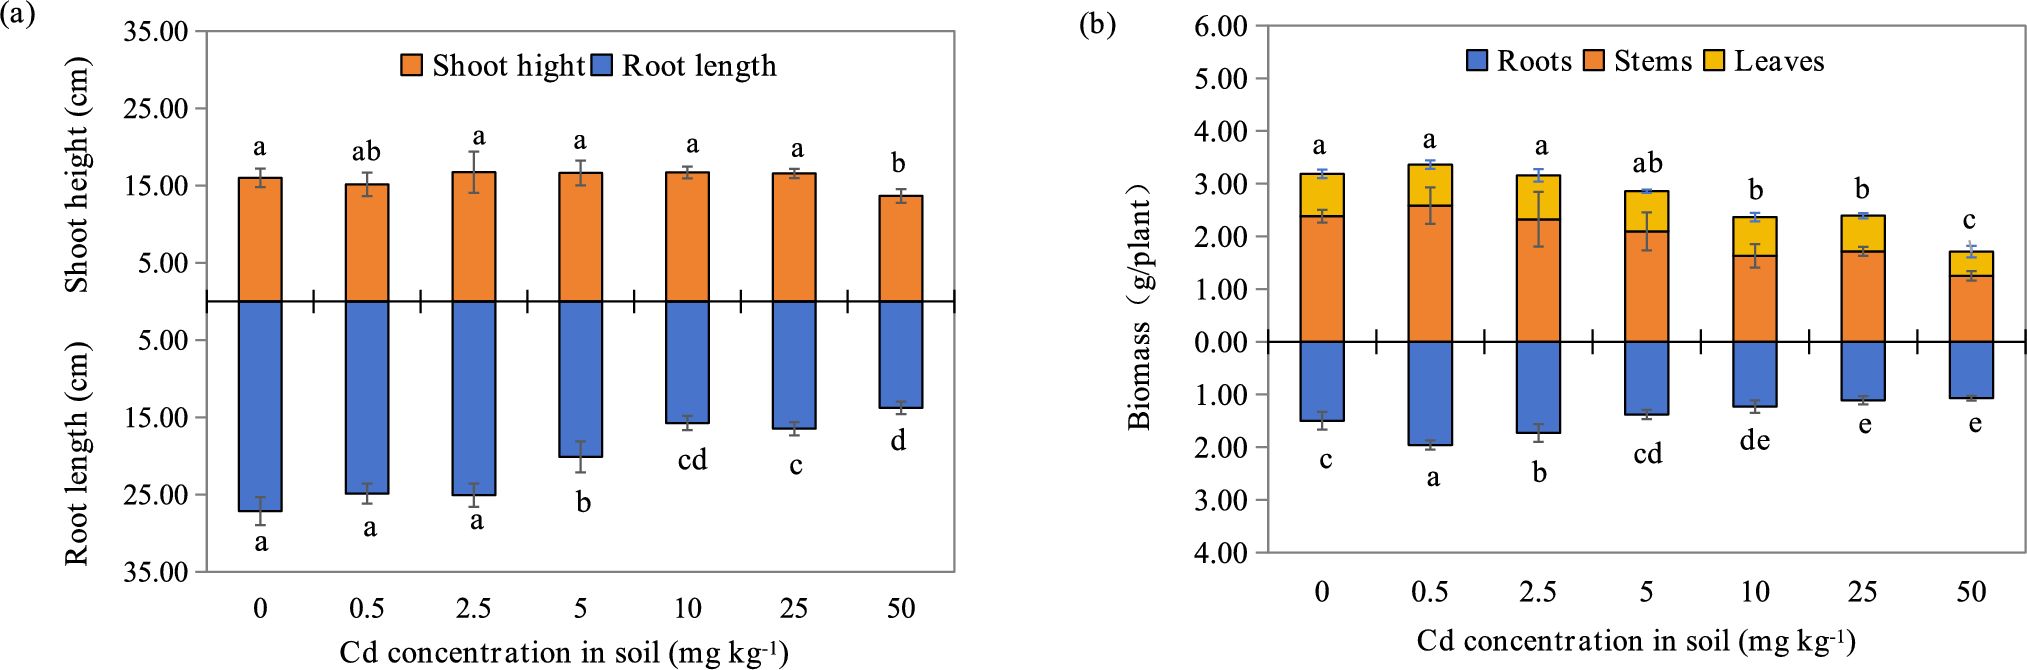 (a)
35.00
25.00
15.00
5.00
5.00
15.00
25.00
35.00
Shoot height (cm)
Root length (cm)
Shoot hight Root length
a ab a a a a b
a a a b cd c d
0 0.5 2.5 5 10 25 50
Cd concentration in soil (mg kg⁻¹)
(b)
6.00
5.00
4.00
3.00
2.00
1.00
0.00
1.00
2.00
3.00
4.00
Biomass（g/plant）
Roots Stems Leaves
a a a ab b b c
c a b cd de e e
0 0.5 2.5 5 10 25 50
Cd concentration in soil (mg kg⁻¹)